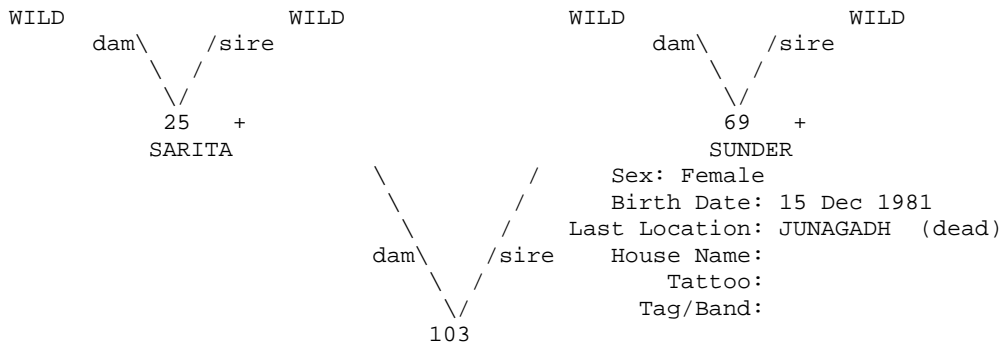 WILD WILD WILD WILD
dam\ /sire dam\ /sire
\ / \ /
\/ \/
25 + 69 +
SARITA SUNDER
\ / Sex: Female
\ / Birth Date: 15 Dec 1981
\ / Last Location: JUNAGADH (dead)
dam\ /sire House Name:
\ / Tattoo:
\/ Tag/Band:
103